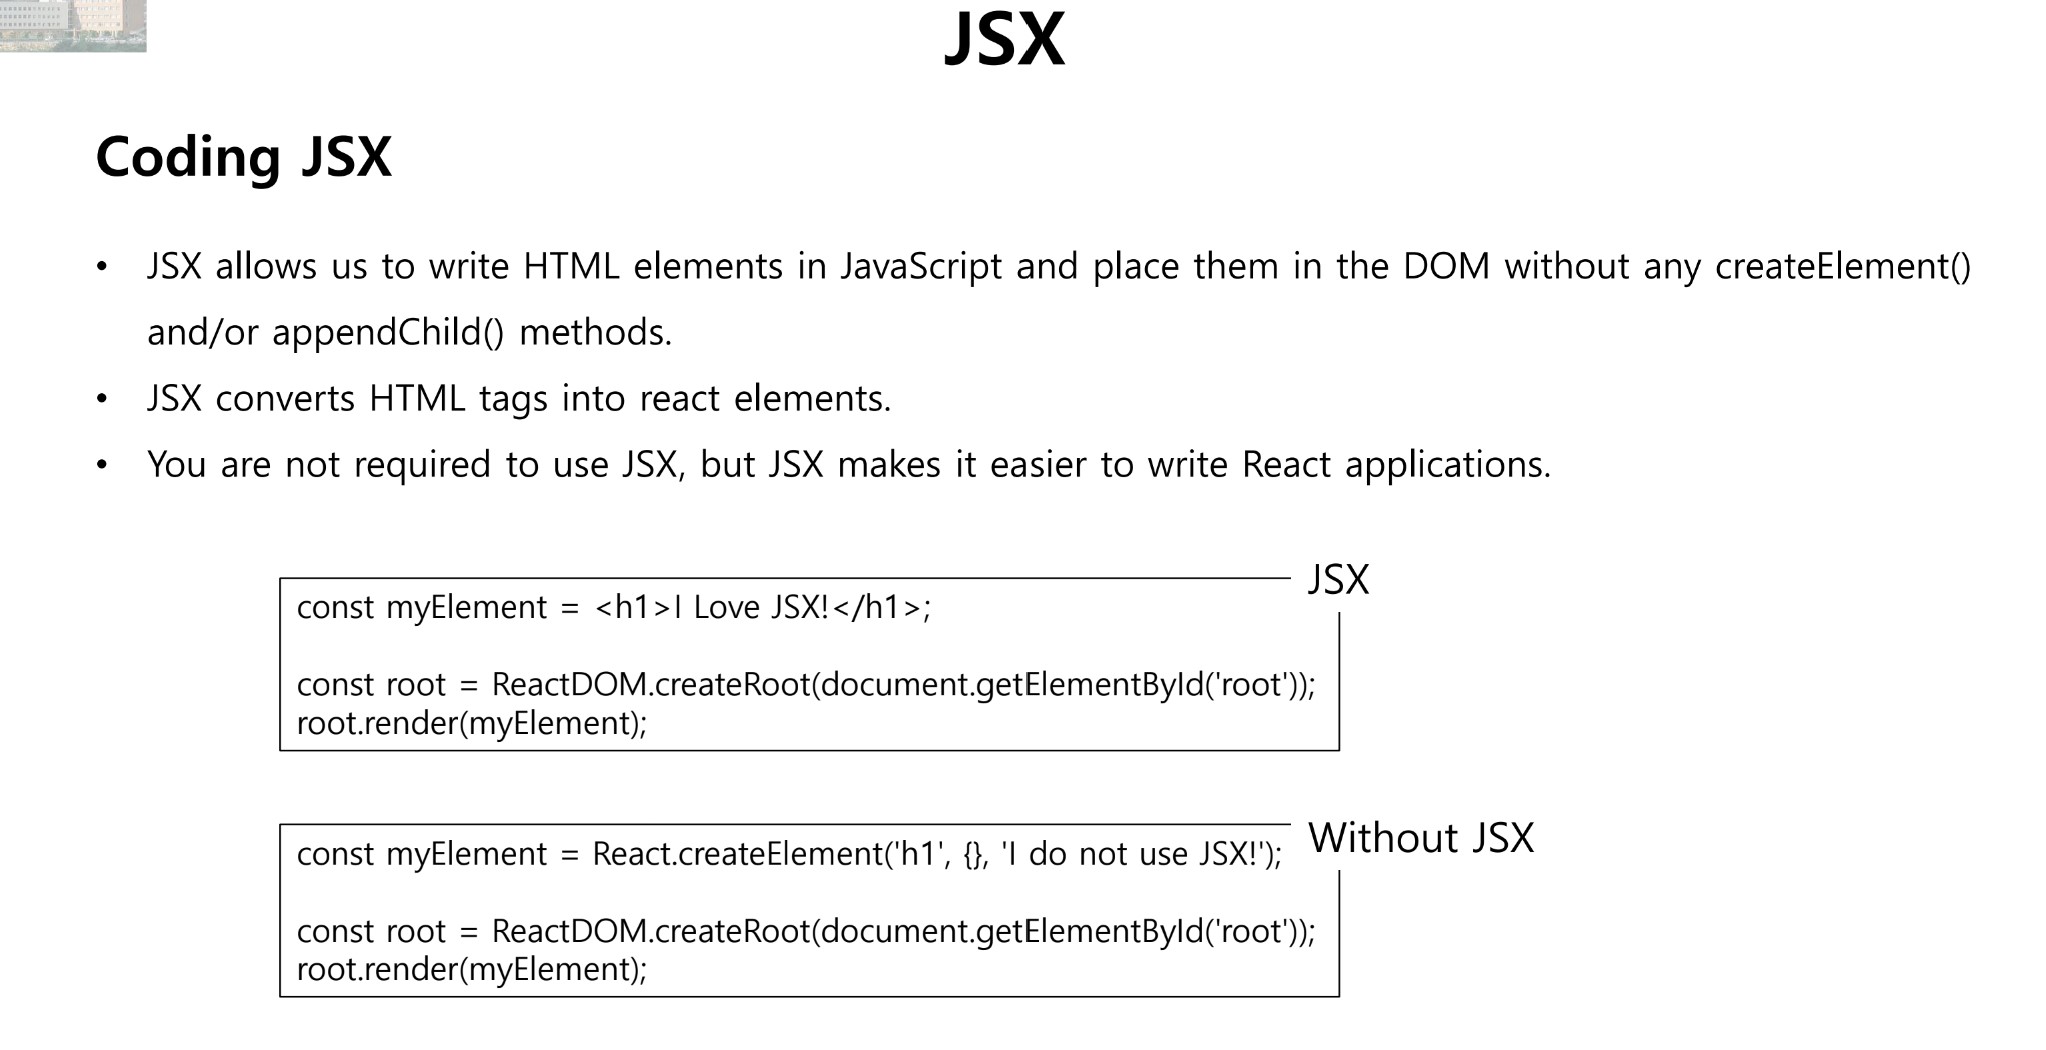 JSX
Coding JSX
• JSX allows us to write HTML elements in JavaScript and place them in the DOM without any createElement()
and/or appendChild() methods.
• JSX converts HTML tags into react elements.
• You are not required to use JSX, but JSX makes it easier to write React applications.
JSX
const myElement = <h1>I Love JSX!</h1>;
const root = ReactDOM.createRoot(document.getElementById('root'));
root.render(myElement);
Without JSX
const myElement = React.createElement('h1', {}, 'I do not use JSX!');
const root = ReactDOM.createRoot(document.getElementById('root'));
root.render(myElement);